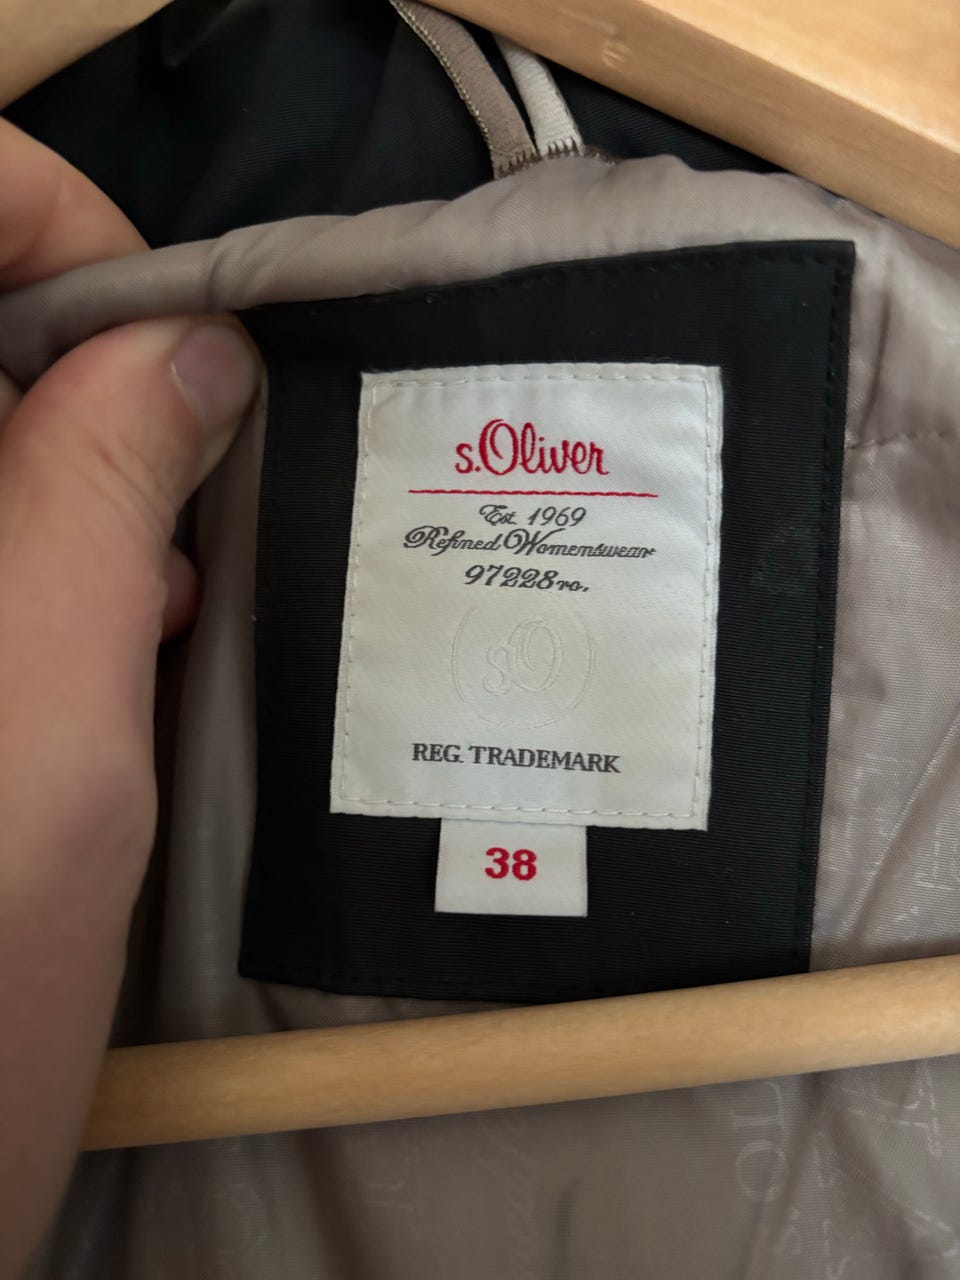 s.Oliver
Est. 1969
Refined Womenswear
97228 ro.
sO
REG. TRADEMARK
38